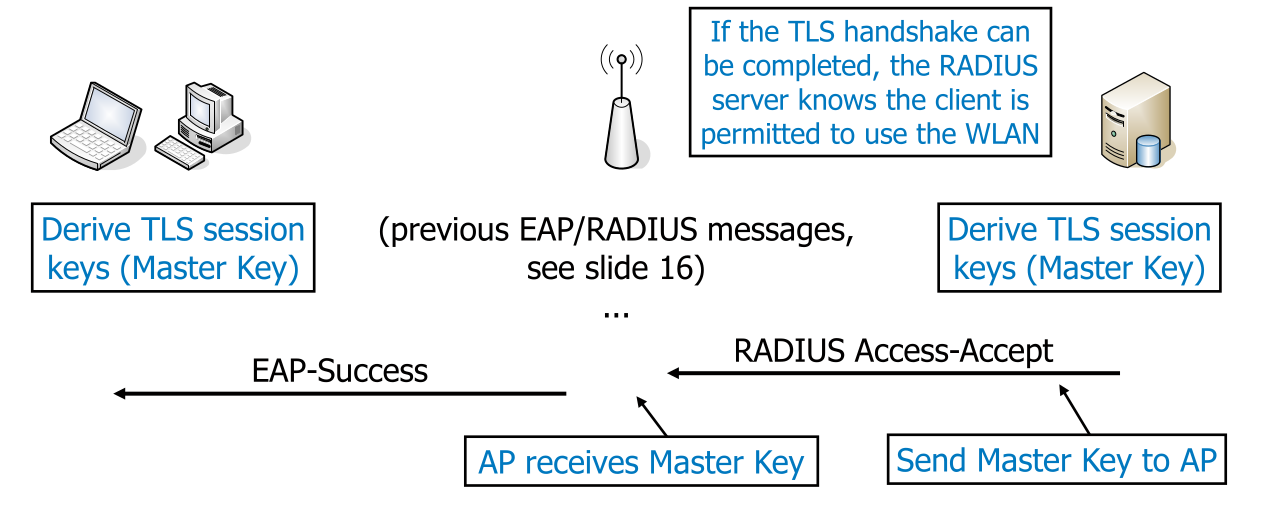 If the TLS handshake can
be completed, the RADIUS
server knows the client is
permitted to use the WLAN
Derive TLS session
keys (Master Key)
(previous EAP/RADIUS messages,
see slide 16)
...
Derive TLS session
keys (Master Key)
RADIUS Access-Accept
EAP-Success
AP receives Master Key
Send Master Key to AP